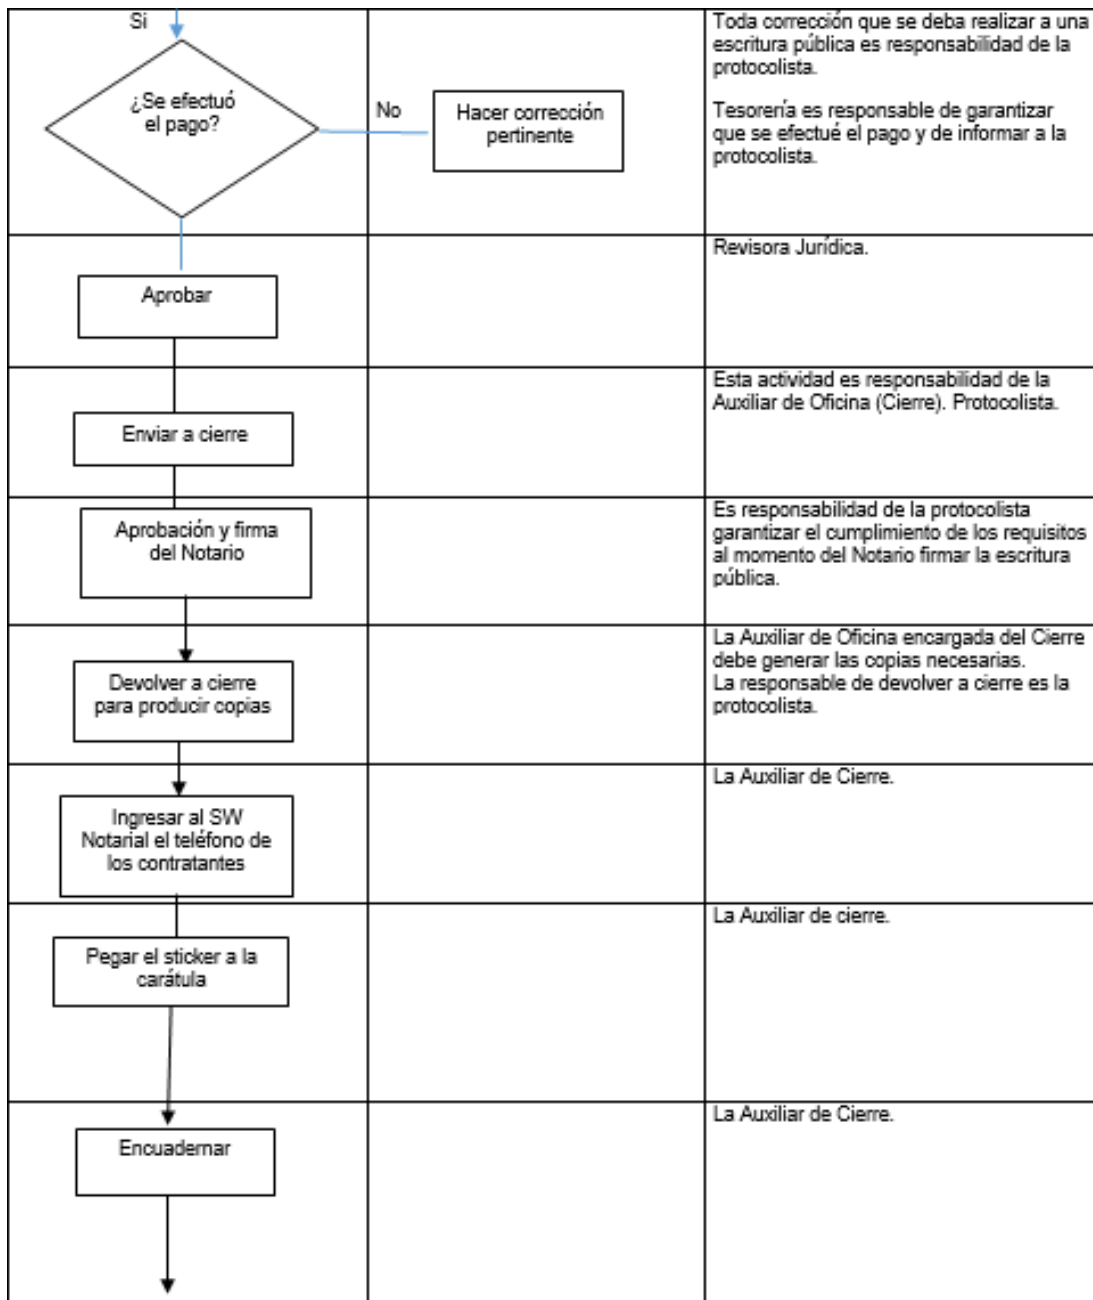 Si
¿Se efectuó
el pago?
No
Hacer corrección
pertinente
Toda corrección que se deba realizar a una
escritura pública es responsabilidad de la
protocolista.
Tesorería es responsable de garantizar
que se efectué el pago y de informar a la
protocolista.
Aprobar
Revisora Jurídica.
Enviar a cierre
Esta actividad es responsabilidad de la
Auxiliar de Oficina (Cierre). Protocolista.
Aprobación y firma
del Notario
Es responsabilidad de la protocolista
garantizar el cumplimiento de los requisitos
al momento del Notario firmar la escritura
pública.
Devolver a cierre
para producir copias
La Auxiliar de Oficina encargada del Cierre
debe generar las copias necesarias.
La responsable de devolver a cierre es la
protocolista.
Ingresar al SW
Notarial el teléfono de
los contratantes
La Auxiliar de Cierre.
Pegar el sticker a la
carátula
La Auxiliar de cierre.
Encuadernar
La Auxiliar de Cierre.